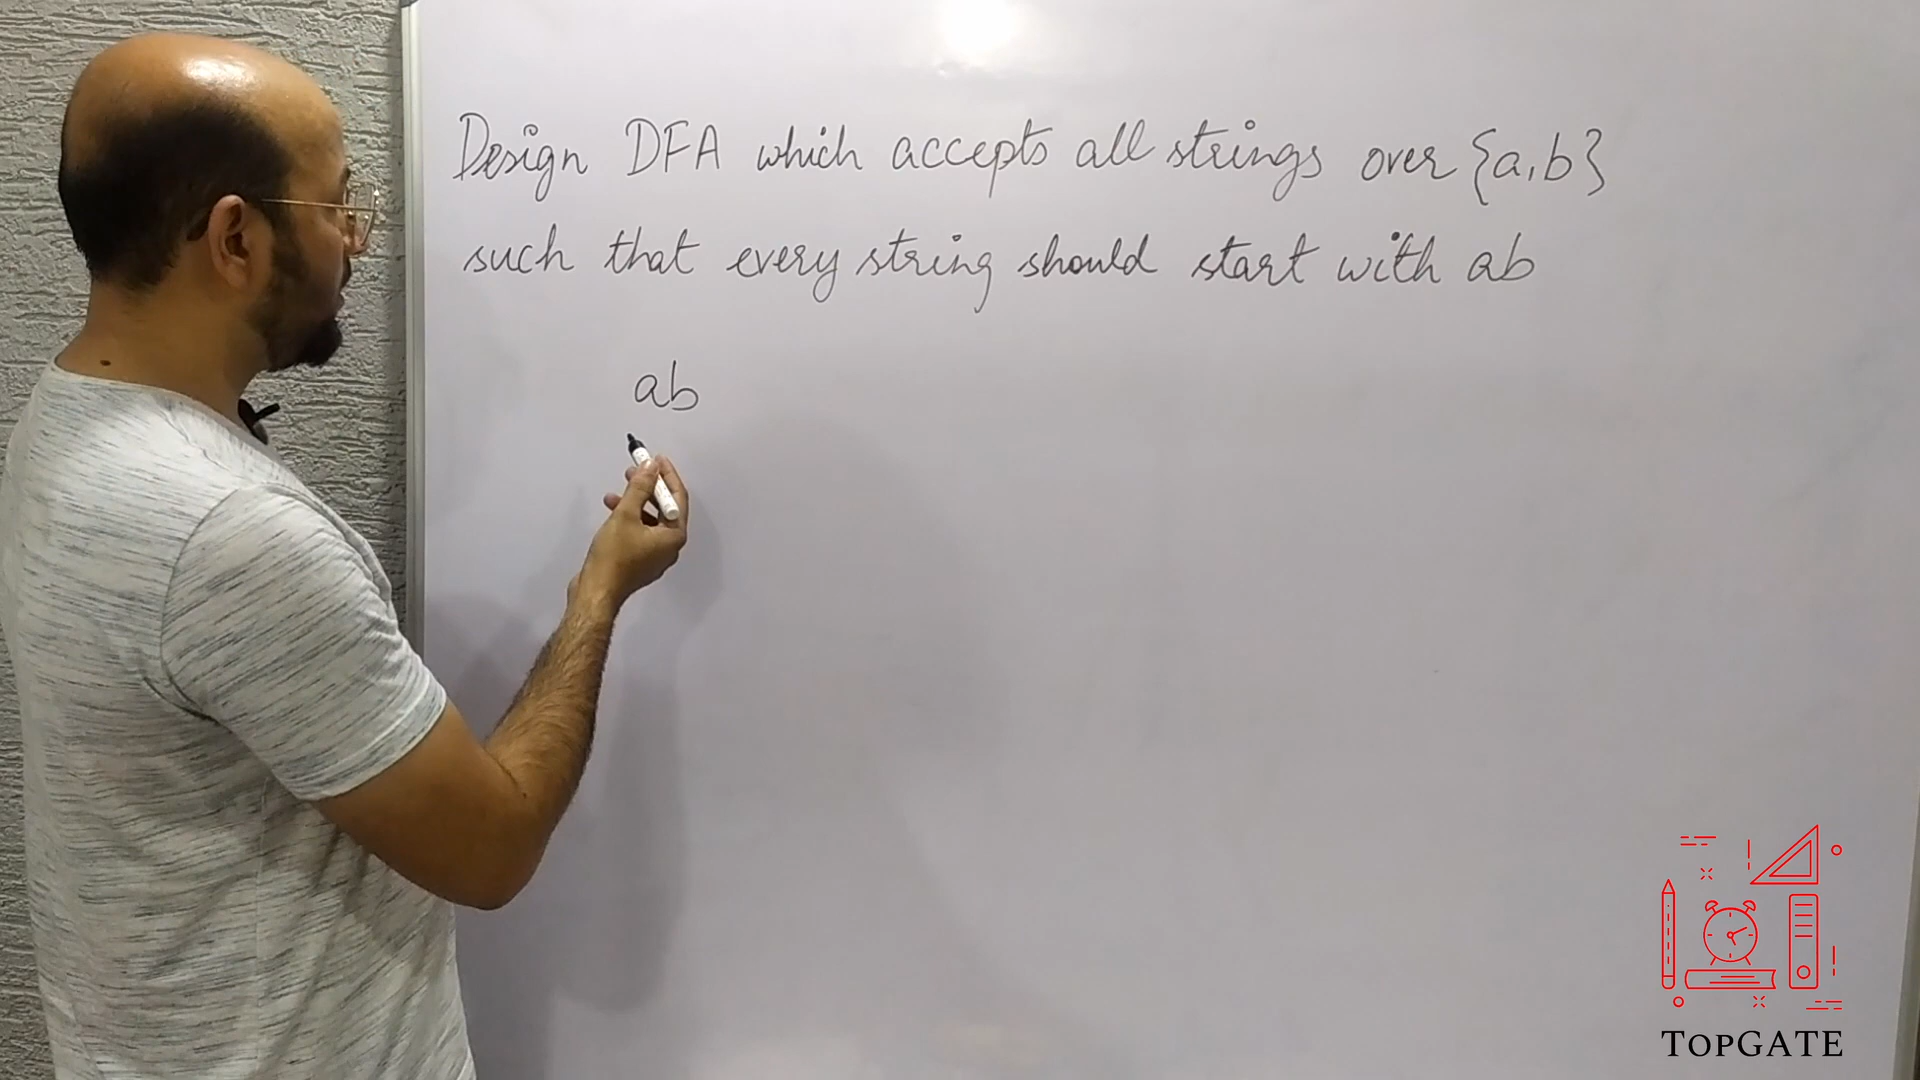 Design DFA which accepts all strings over {a,b}
such that every string should start with ab
ab
TOPGATE